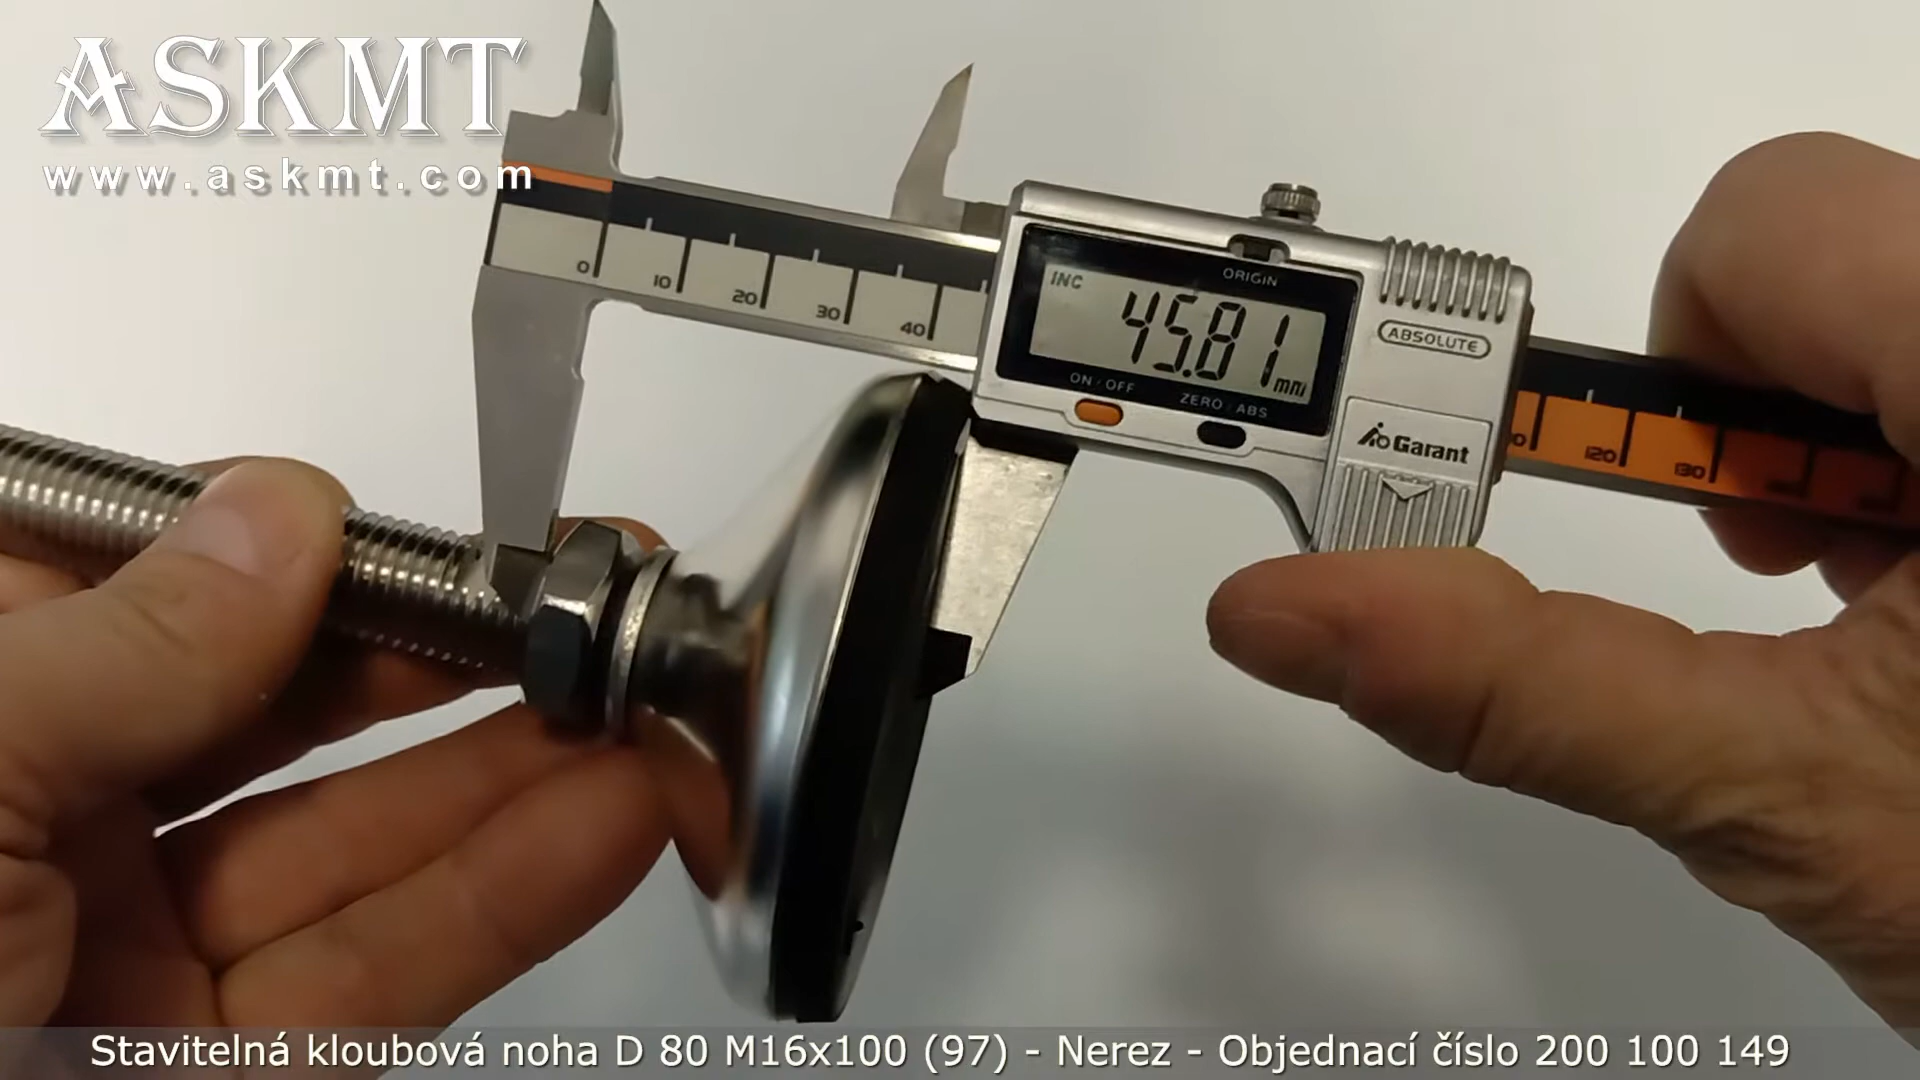 ASKMT
www.askmt.com
0 10 20 30 40
ORIGIN
INC
45.81 mm
ABSOLUTE
ON/OFF
ZERO/ABS
Garant
120 130
Stavitelná kloubová noha D 80 M16x100 (97) - Nerez - Objednací číslo 200 100 149